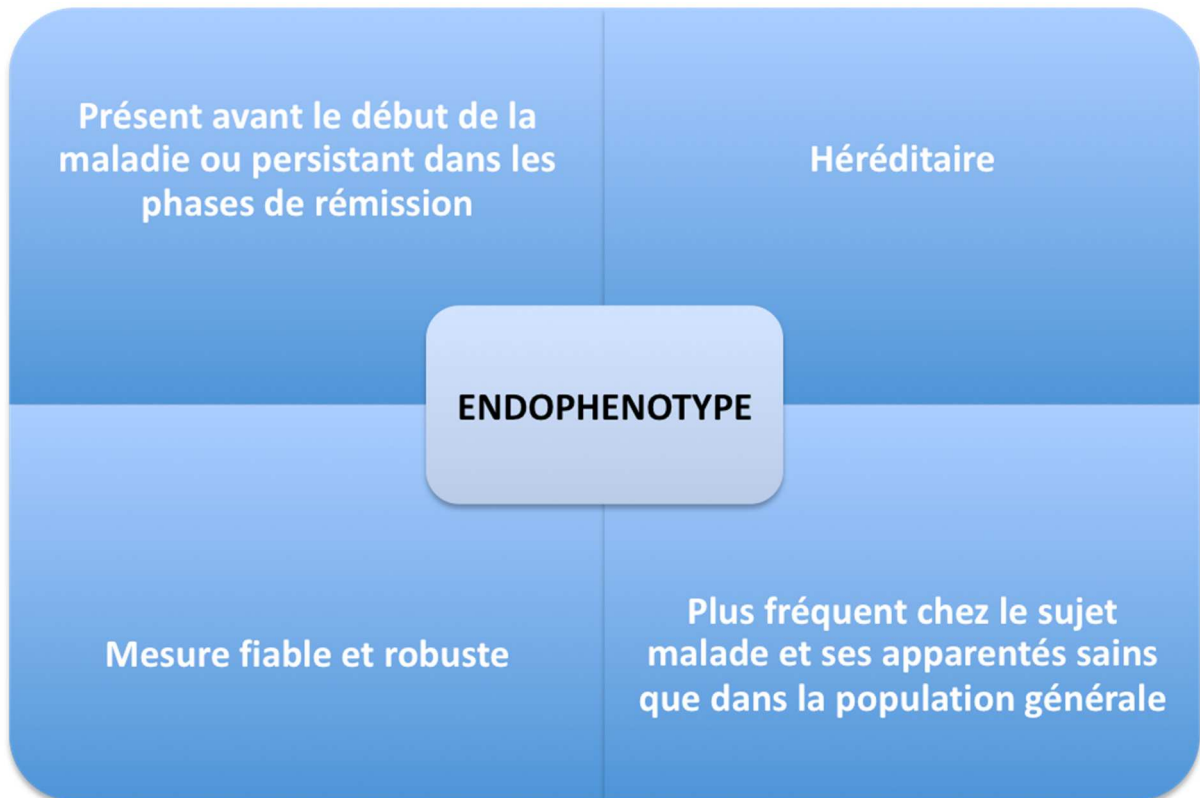 Présent avant le début de la
maladie ou persistant dans les
phases de rémission
Héréditaire
ENDOPHENOTYPE
Mesure fiable et robuste
Plus fréquent chez le sujet
malade et ses apparentés sains
que dans la population générale